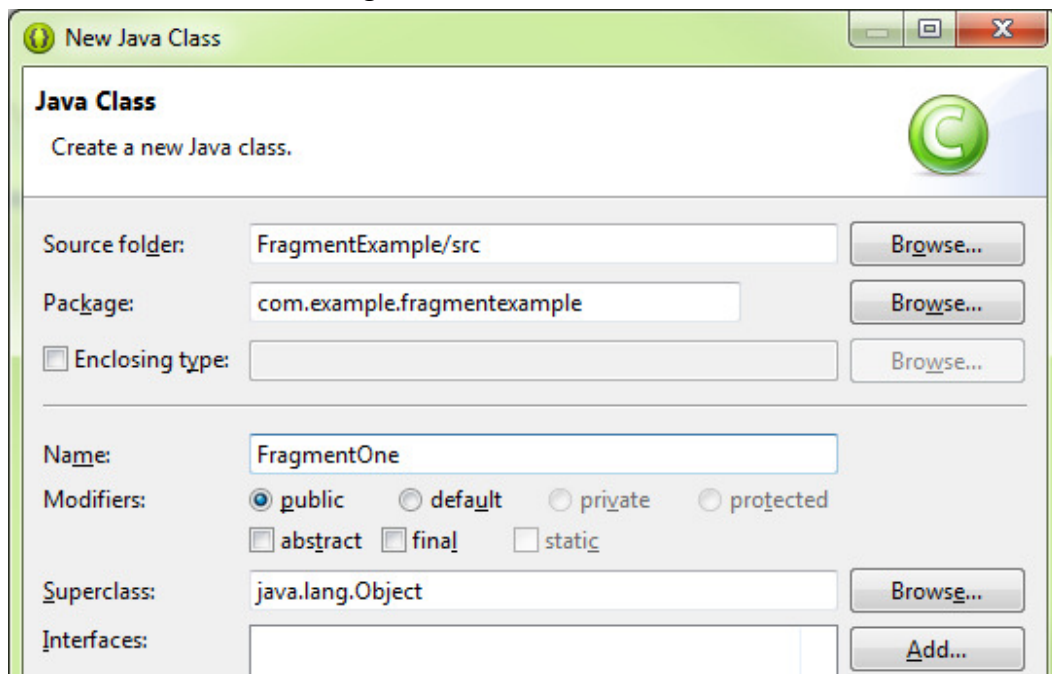 New Java Class
Java Class
Create a new Java class.
Source folder: FragmentExample/src Browse...
Package: com.example.fragmentexample Browse...
Enclosing type: Browse...
Name: FragmentOne
Modifiers: public default private protected
abstract final static
Superclass: java.lang.Object Browse...
Interfaces: Add...